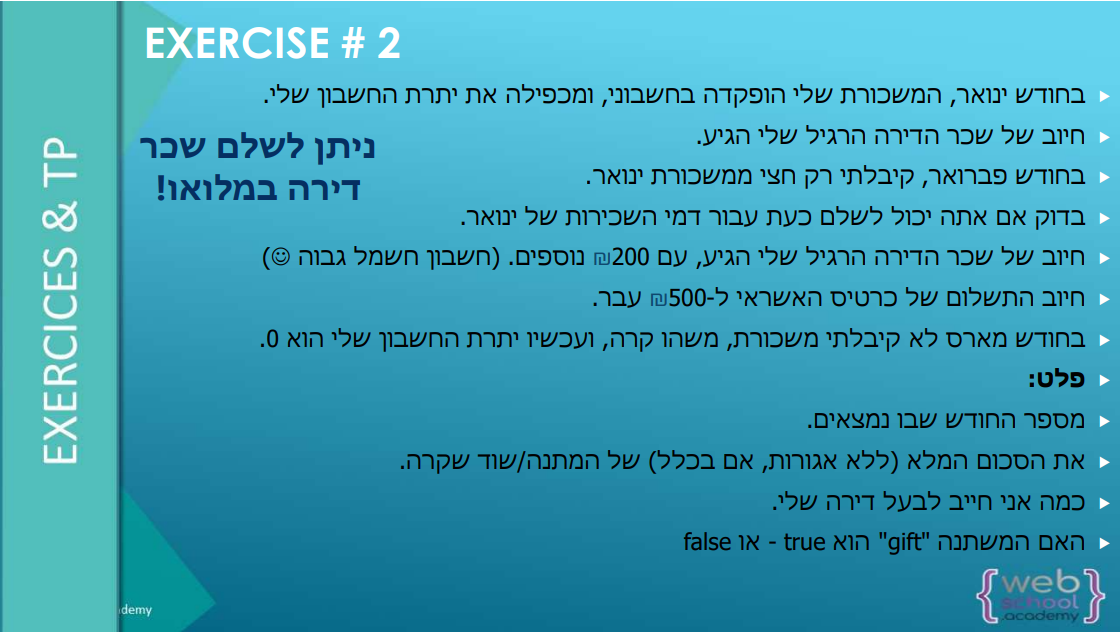 EXERCISE # 2
בחודש ינואר, המשכורת שלי הופקדה בחשבוני, ומכפילה את יתרת החשבון שלי.
חיוב של שכר הדירה הרגיל שלי הגיע.
בחודש פברואר, קיבלתי רק חצי ממשכורת ינואר.
בדוק אם אתה יכול לשלם כעת עבור דמי השכירות של ינואר.
חיוב של שכר הדירה הרגיל שלי הגיע, עם 200₪ נוספים. (חשבון חשמל גבוה ☺)
חיוב התשלום של כרטיס האשראי ל-500₪ עבר.
בחודש מארס לא קיבלתי משכורת, משהו קרה, ועכשיו יתרת החשבון שלי הוא 0.
פלט:
מספר החודש שבו נמצאים.
את הסכום המלא (ללא אגורות, אם בכלל) של המתנה/שוד שקרה.
כמה אני חייב לבעל דירה שלי.
האם המשתנה "gift" הוא true - או false
ניתן לשלם שכר
דירה במלואו!
EXERCICES & TP
ademy
{web}
school
.academy